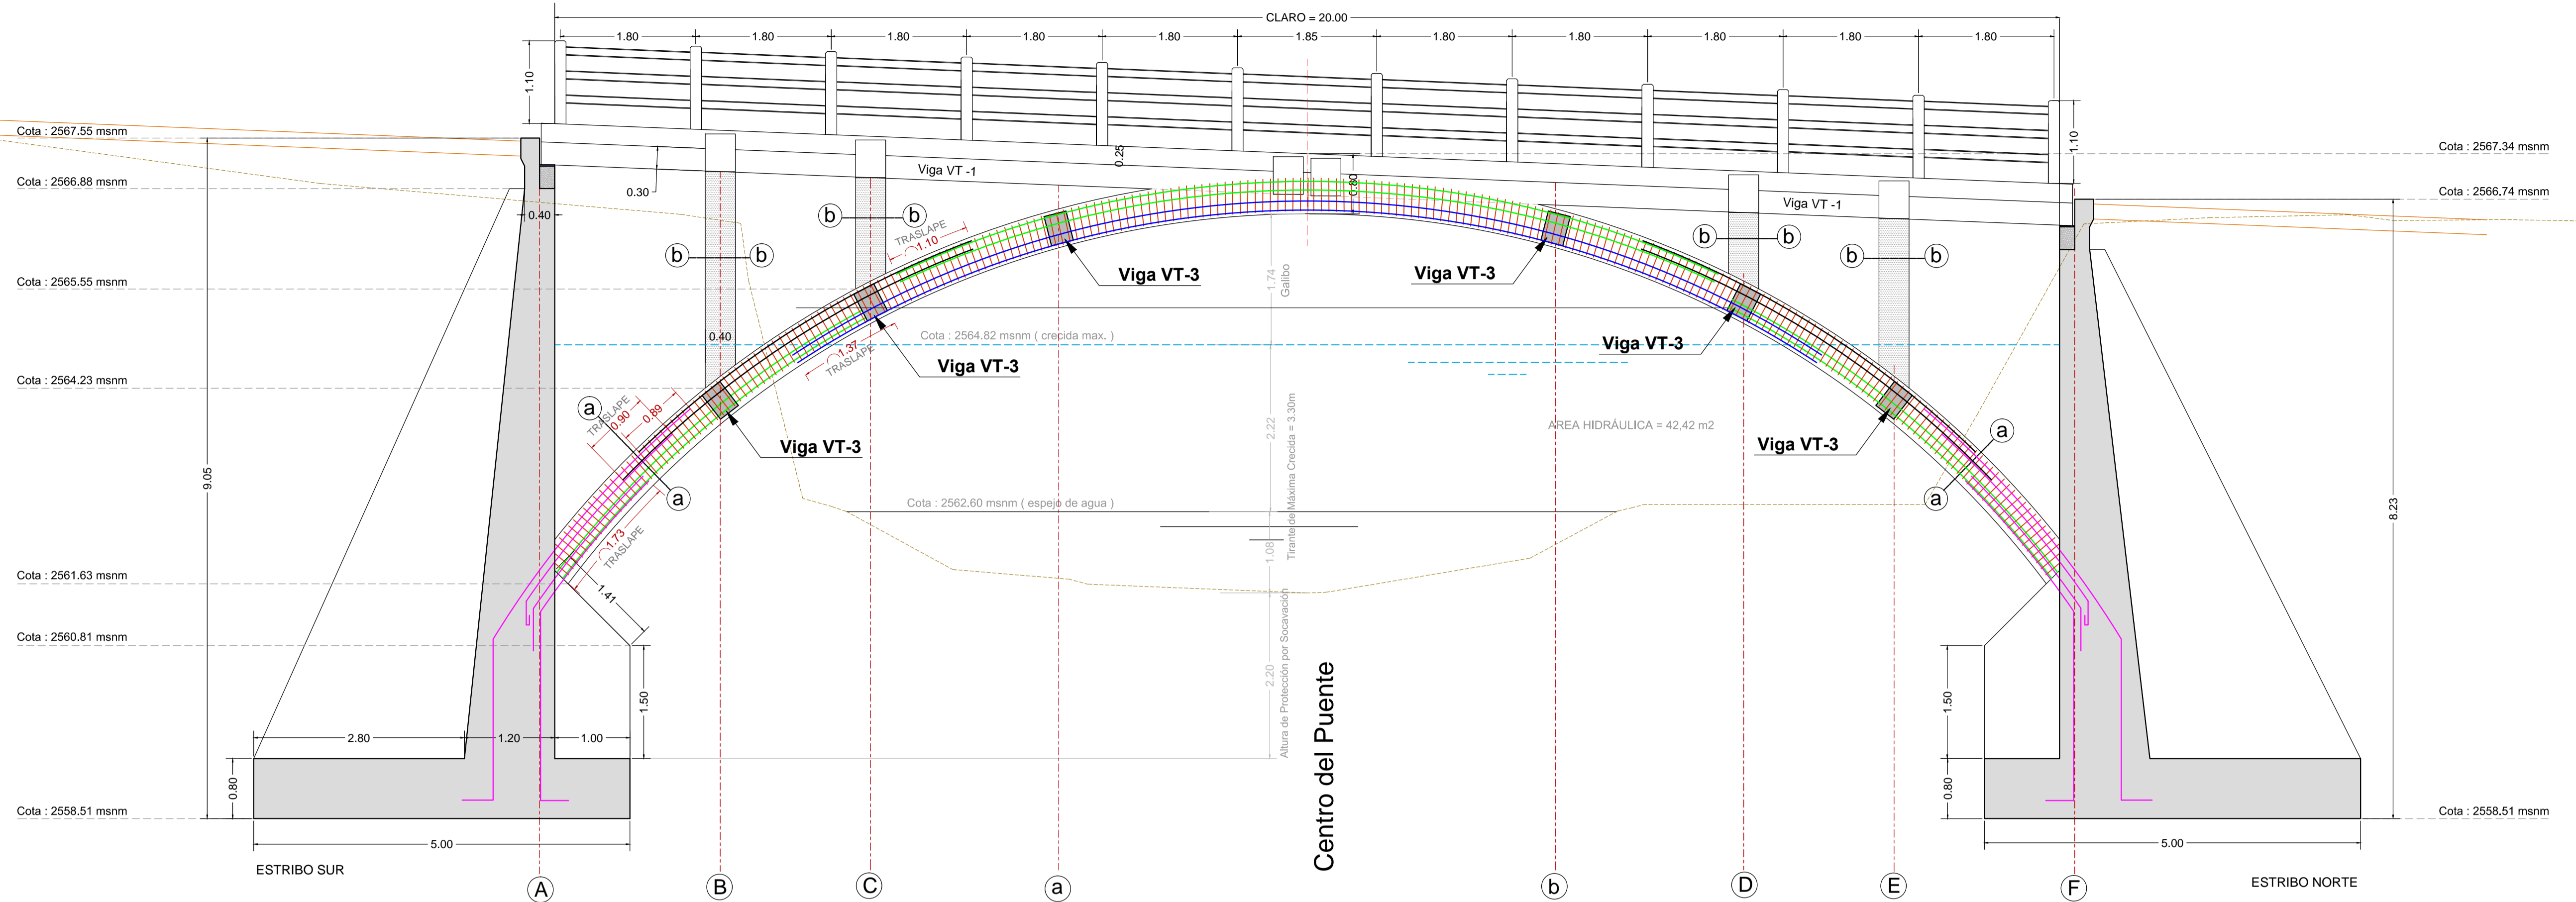 CLARO = 20.00
1.80
1.80
1.80
1.80
1.80
1.85
1.80
1.80
1.80
1.80
1.80
1.10
1.10
Cota : 2567.55 msnm
Cota : 2566.88 msnm
Cota : 2565.55 msnm
Cota : 2564.23 msnm
Cota : 2561.63 msnm
Cota : 2560.81 msnm
Cota : 2558.51 msnm
Cota : 2567.34 msnm
Cota : 2566.74 msnm
Cota : 2558.51 msnm
0.25
0.30
Viga VT -1
Viga VT -1
0.60
0.40
0.40
b
b
b
b
b
b
b
b
TRASLAPE
1.10
Viga VT-3
Viga VT-3
Viga VT-3
Viga VT-3
Viga VT-3
Viga VT-3
TRASLAPE
1.37
TRASLAPE
0.90
0.89
a
a
a
a
1.73
TRASLAPE
1.41
1.74
Galibo
Cota : 2564.82 msnm ( crecida max. )
2.22
Tirante de Máxima Crecida = 3.30m
AREA HIDRÁULICA = 42,42 m2
Cota : 2562.60 msnm ( espejo de agua )
1.08
2.20
Altura de Protección por Socavación
Centro del Puente
9.05
8.23
1.50
1.50
2.80
1.20
1.00
0.80
0.80
5.00
5.00
ESTRIBO SUR
ESTRIBO NORTE
A
B
C
a
b
D
E
F